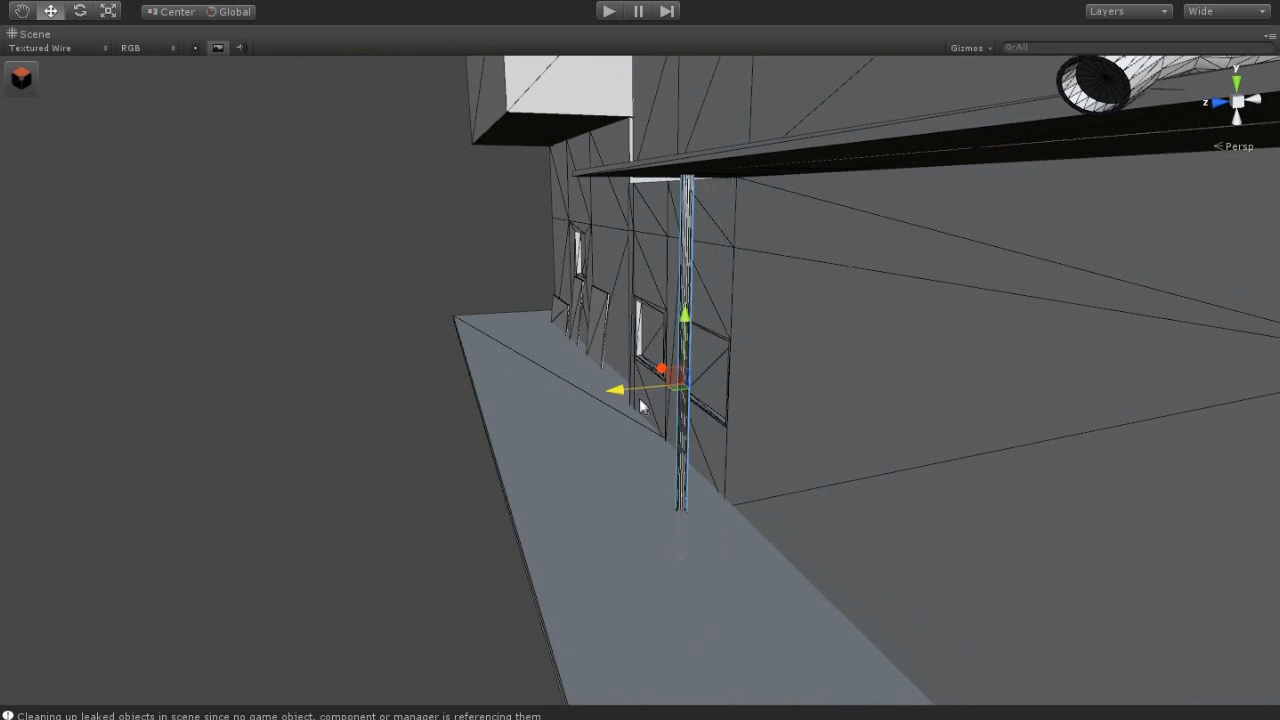 Center Global Layers Wide
Scene
Textured Wire RGB Gizmos All
y
z
Persp
Cleaning up leaked objects in scene since no game object, component or manager is referencing them